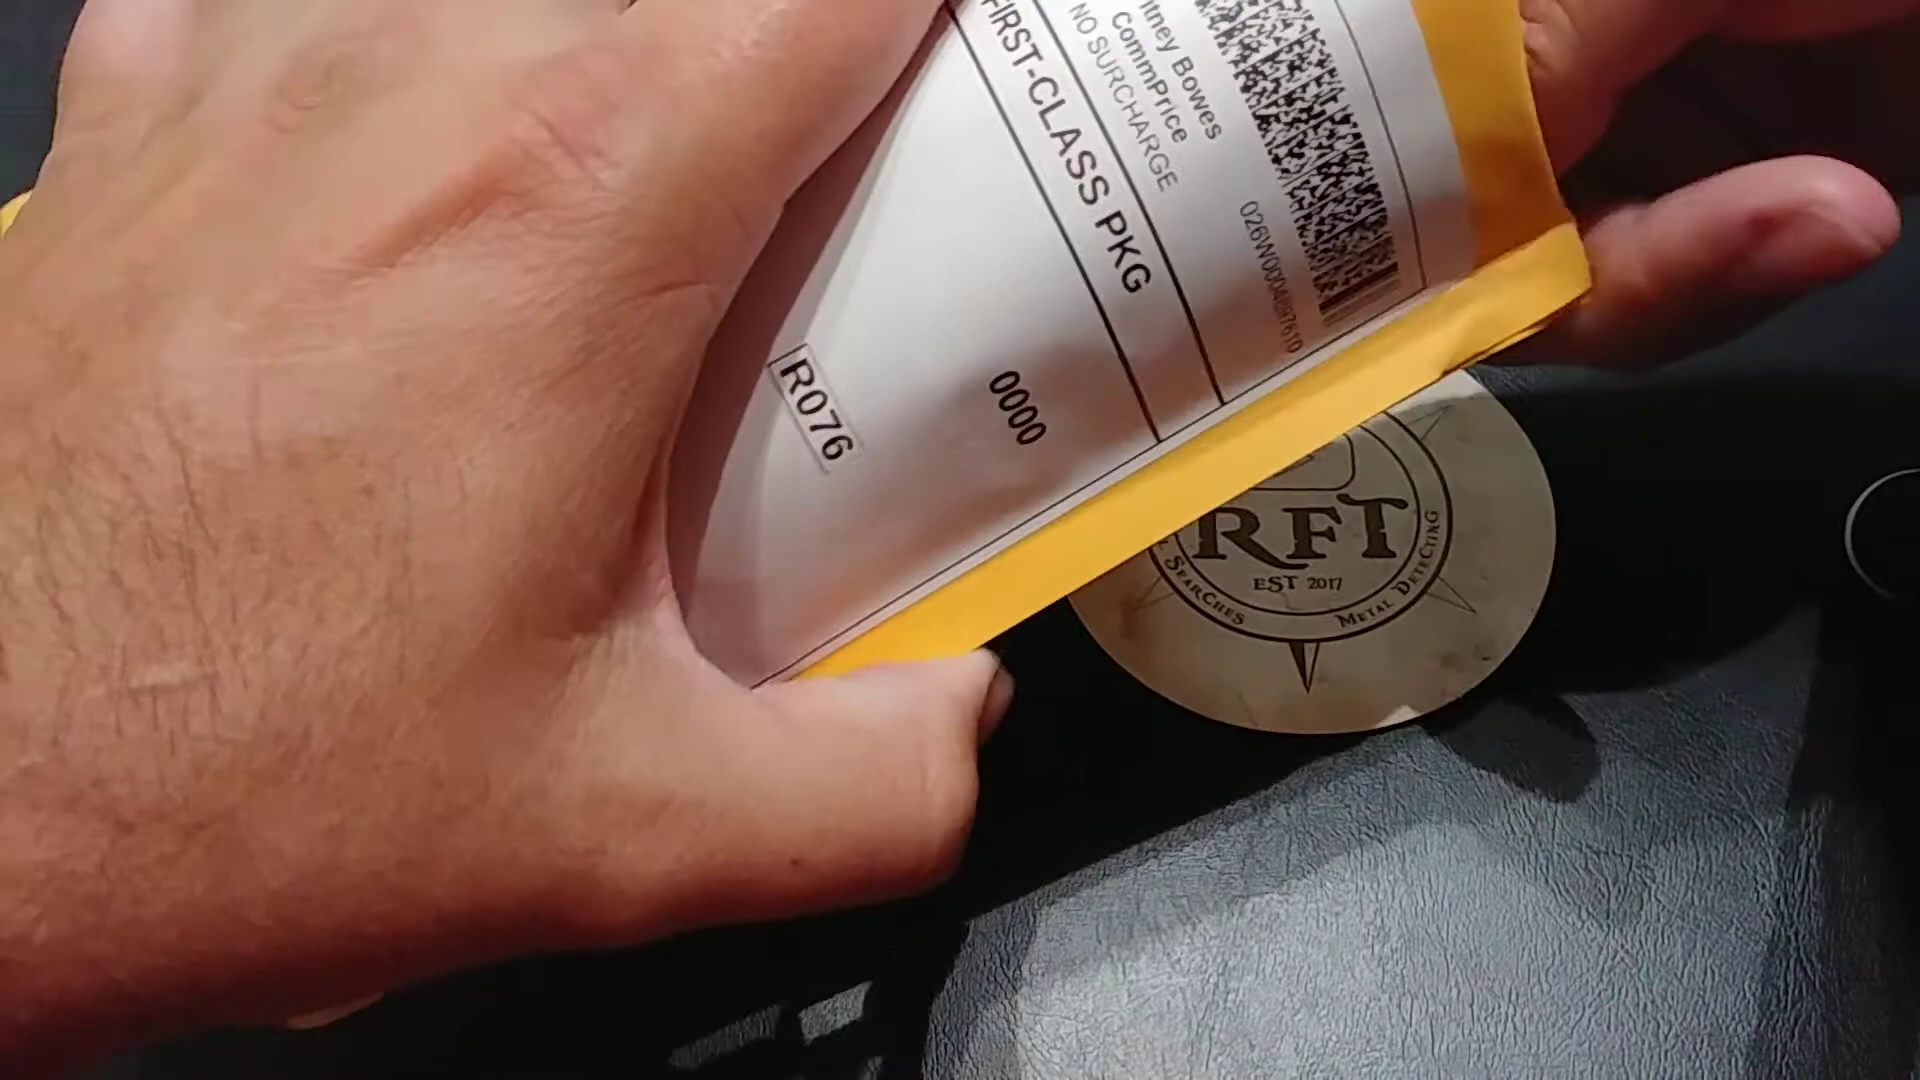 itney Bowes
CommPrice
NO SURCHARGE
FIRST-CLASS PKG
0000
R076
RFT
EST 2017
SEARCHES
METAL DETECTING